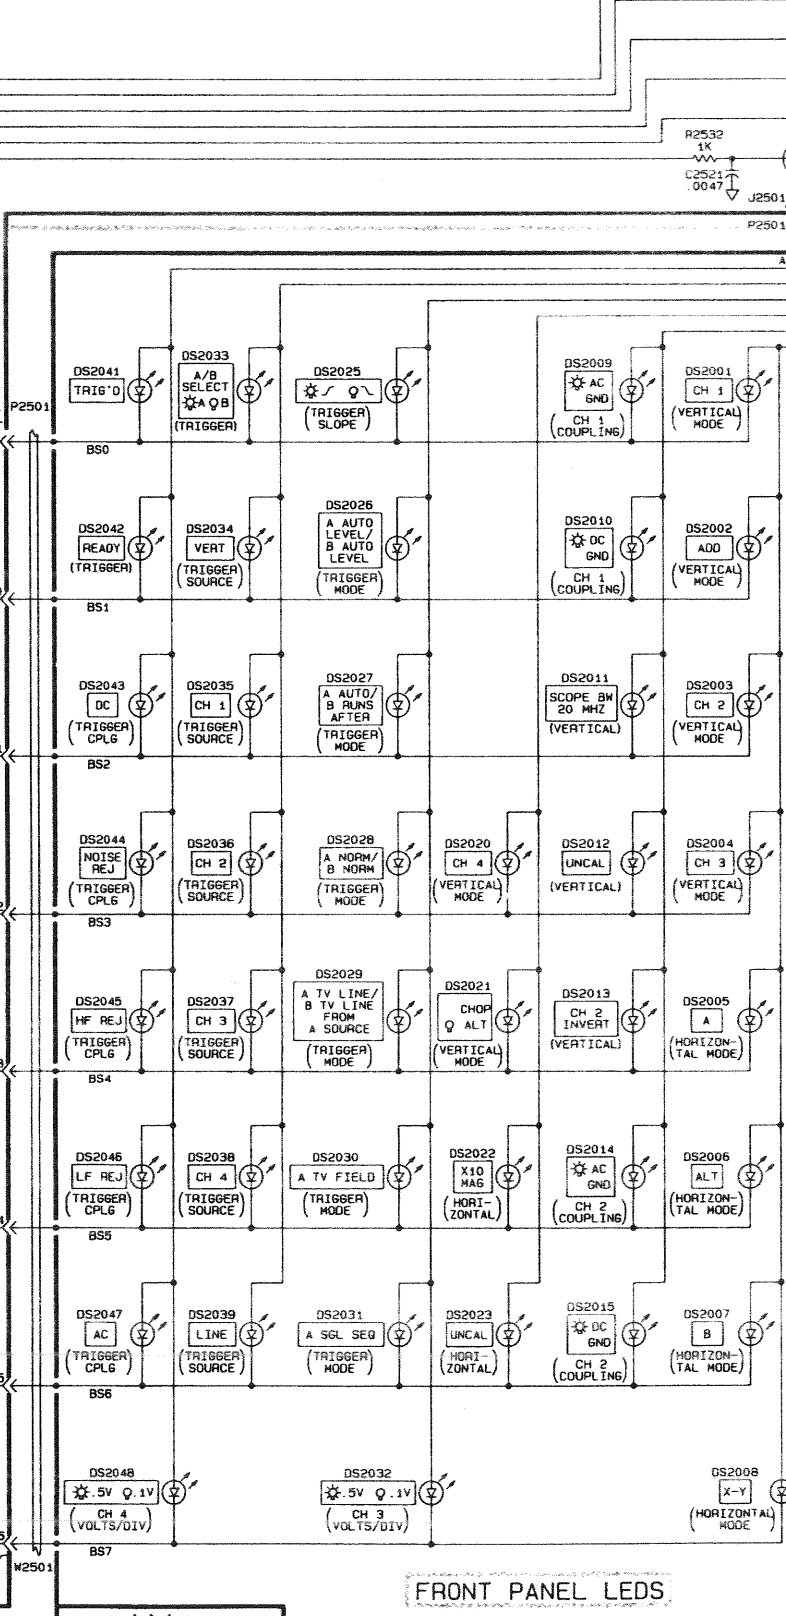 R2532
1K
C2521
.0047
J2501
P2501
A
DS2041
TRIG'D
DS2033
A/B
SELECT
A B
(TRIGGER)
DS2025
(TRIGGER
SLOPE)
DS2009
AC
GND
(CH 1
COUPLING)
DS2001
CH 1
(VERTICAL
MODE)
P2501
BS0
DS2042
READY
(TRIGGER)
DS2034
VERT
(TRIGGER
SOURCE)
DS2026
A AUTO
LEVEL/
B AUTO
LEVEL
(TRIGGER
MODE)
DS2010
DC
GND
(CH 1
COUPLING)
DS2002
ADD
(VERTICAL
MODE)
BS1
DS2043
DC
(TRIGGER
CPLG)
DS2035
CH 1
(TRIGGER
SOURCE)
DS2027
A AUTO/
B RUNS
AFTER
(TRIGGER
MODE)
DS2011
SCOPE BW
20 MHZ
(VERTICAL)
DS2003
CH 2
(VERTICAL
MODE)
BS2
DS2044
NOISE
REJ
(TRIGGER
CPLG)
DS2036
CH 2
(TRIGGER
SOURCE)
DS2028
A NORM/
B NORM
(TRIGGER
MODE)
DS2020
CH 4
(VERTICAL
MODE)
DS2012
UNCAL
(VERTICAL)
DS2004
CH 3
(VERTICAL
MODE)
BS3
DS2045
HF REJ
(TRIGGER
CPLG)
DS2037
CH 3
(TRIGGER
SOURCE)
DS2029
A TV LINE/
B TV LINE
FROM
A SOURCE
(TRIGGER
MODE)
DS2021
CHOP
ALT
(VERTICAL
MODE)
DS2013
CH 2
INVERT
(VERTICAL)
DS2005
A
(HORIZON-
TAL MODE)
BS4
DS2046
LF REJ
(TRIGGER
CPLG)
DS2038
CH 4
(TRIGGER
SOURCE)
DS2030
A TV FIELD
(TRIGGER
MODE)
DS2022
X10
MAG
(HORI-
ZONTAL)
DS2014
AC
GND
(CH 2
COUPLING)
DS2006
ALT
(HORIZON-
TAL MODE)
BS5
DS2047
AC
(TRIGGER
CPLG)
DS2039
LINE
(TRIGGER
SOURCE)
DS2031
A SGL SEQ
(TRIGGER
MODE)
DS2023
UNCAL
(HORI-
ZONTAL)
DS2015
DC
GND
(CH 2
COUPLING)
DS2007
B
(HORIZON-
TAL MODE)
BS6
DS2048
.5V .1V
(CH 4
VOLTS/DIV)
DS2032
.5V .1V
(CH 3
VOLTS/DIV)
DS2008
X-Y
(HORIZONTAL
MODE)
BS7
W2501
FRONT PANEL LEDS